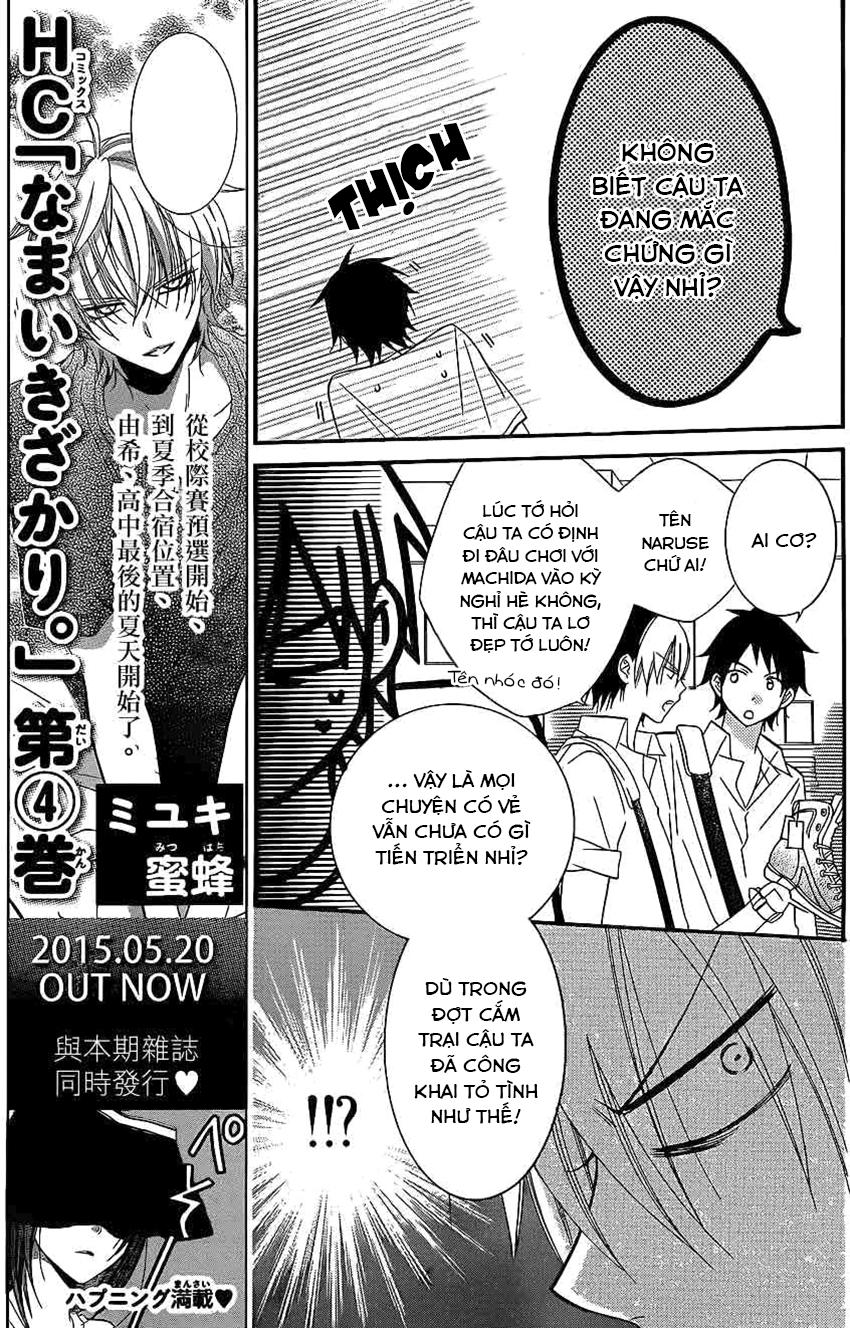 KHÔNG
BIẾT CẬU TA
ĐANG MẮC
CHỨNG GÌ
VẬY NHỈ?
THỊCH
AI CƠ?
TÊN
NARUSE
CHỨ AI!
LÚC TỚ HỎI
CẬU TA CÓ ĐỊNH
ĐI ĐÂU CHƠI VỚI
MACHIDA VÀO KỲ
NGHỈ HÈ KHÔNG,
THÌ CẬU TA LƠ
ĐẸP TỚ LUÔN!
Tên nhóc đó!
... VẬY LÀ MỌI
CHUYỆN CÓ VẺ
VẪN CHƯA CÓ GÌ
TIẾN TRIỂN NHỈ?
DÙ TRONG
ĐỢT CẮM
TRẠI CẬU TA
ĐÃ CÔNG
KHAI TỎ TÌNH
NHƯ THẾ!
!!?
HC「なまいきざかり。」第④巻
コミックス
だい
かん
從校際賽預選開始、
到夏季合宿位置、
由希、高中最後的夏天開始了。
ミユキ
みつ
はち
蜜蜂
2015.05.20
OUT NOW
與本期雜誌
同時發行♥
まんさい
ハプニング満載♥